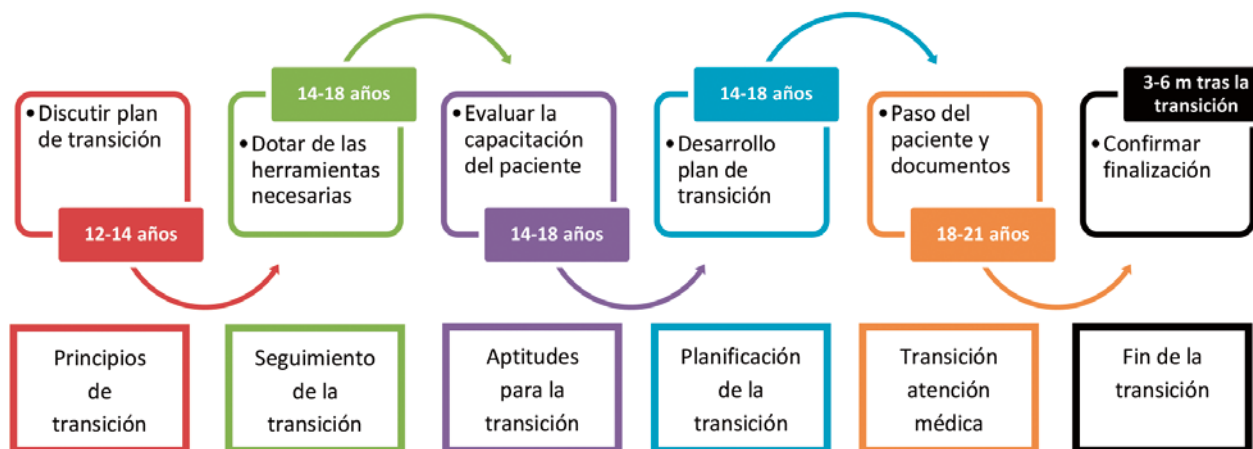 • Discutir plan
de transición
12-14 años
14-18 años
• Dotar de las
herramientas
necesarias
• Evaluar la
capacitación
del paciente
14-18 años
14-18 años
• Desarrollo
plan de
transición
• Paso del
paciente y
documentos
18-21 años
3-6 m tras la
transición
• Confirmar
finalización
Principios
de
transición
Seguimiento
de la
transición
Aptitudes
para la
transición
Planificación
de la
transición
Transición
atención
médica
Fin de la
transición